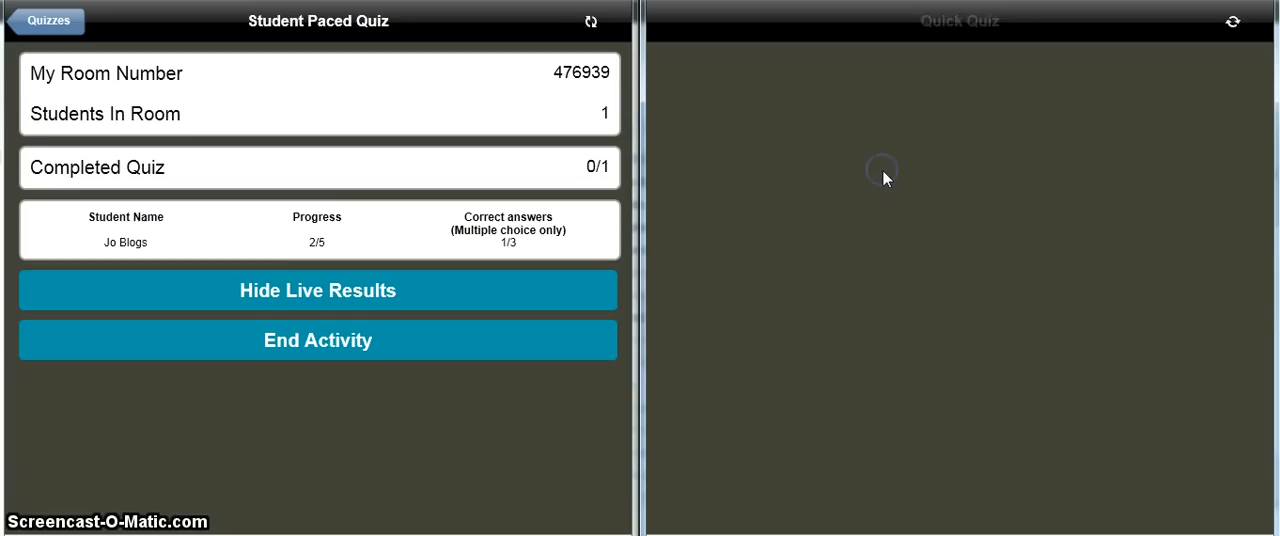 Quizzes
Student Paced Quiz
Quick Quiz
My Room Number 476939
Students In Room 1
Completed Quiz 0/1
Student Name Progress Correct answers
(Multiple choice only)
Jo Blogs 2/5 1/3
Hide Live Results
End Activity
Screencast-O-Matic.com